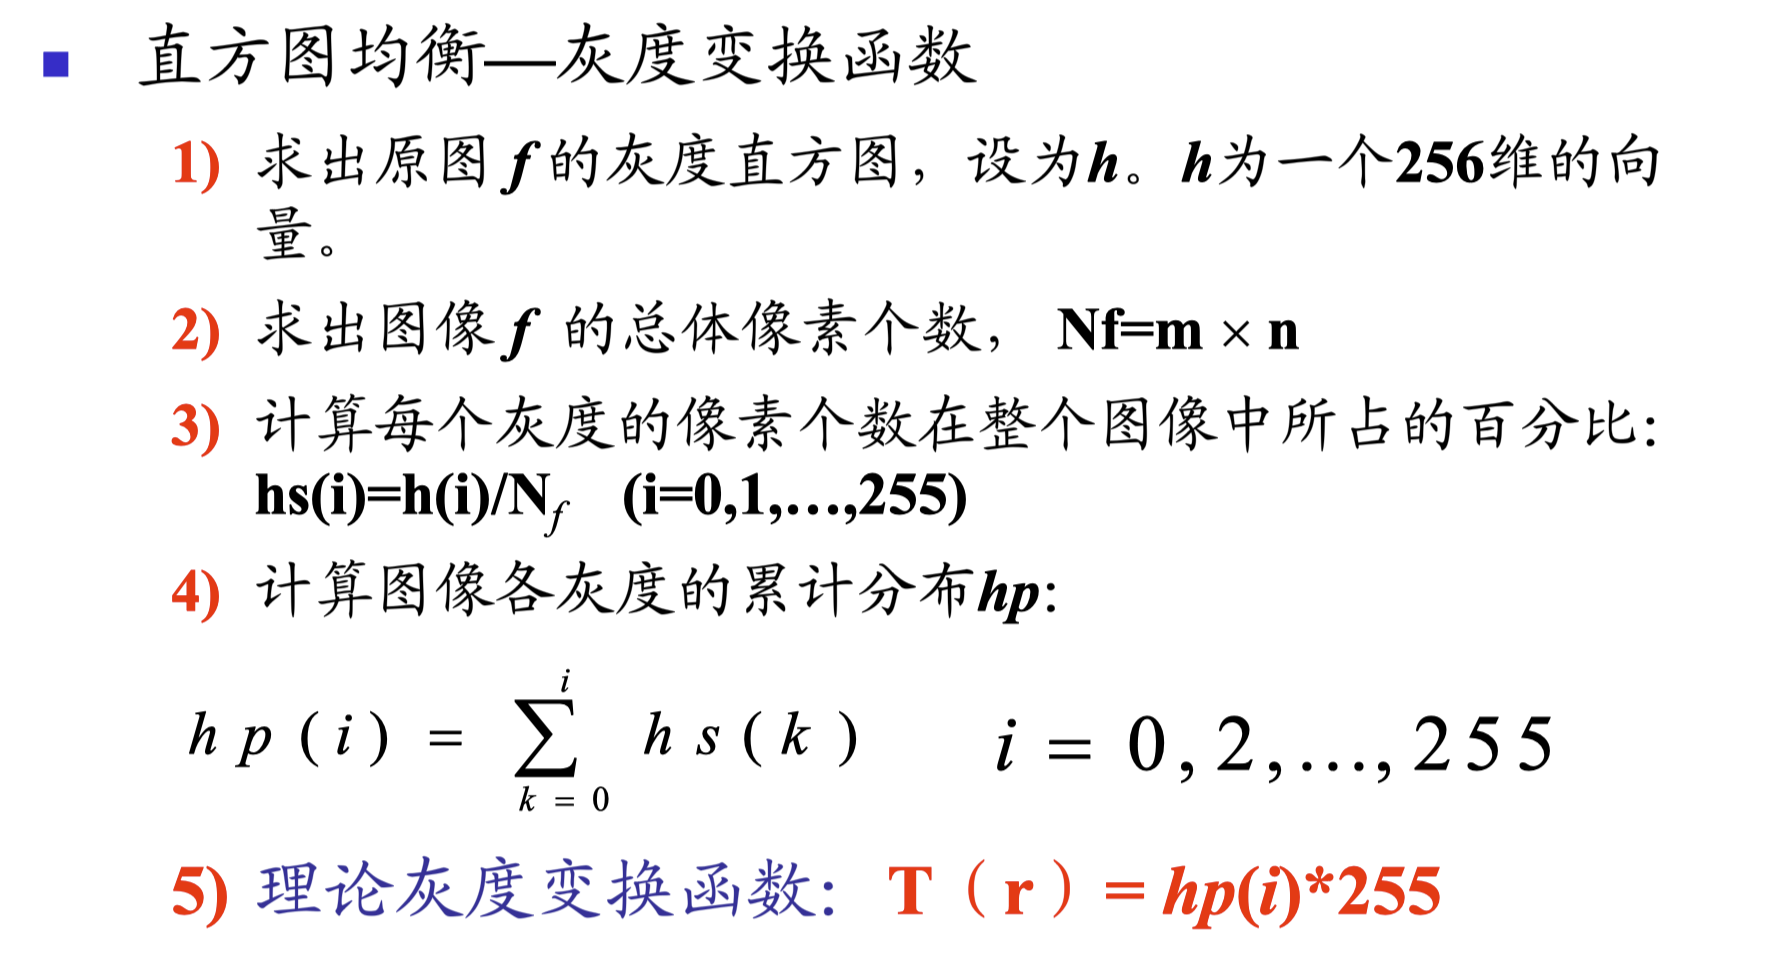 直方图均衡—灰度变换函数
1) 求出原图 f 的灰度直方图，设为h。h为一个256维的向
量。
2) 求出图像 f 的总体像素个数， Nf=m × n
3) 计算每个灰度的像素个数在整个图像中所占的百分比:
hs(i)=h(i)/Nf (i=0,1,…,255)
4) 计算图像各灰度的累计分布hp:
hp(i) = ∑_{k=0}^{i} hs(k) i = 0,2,…,255
5) 理论灰度变换函数: T（r）= hp(i)*255